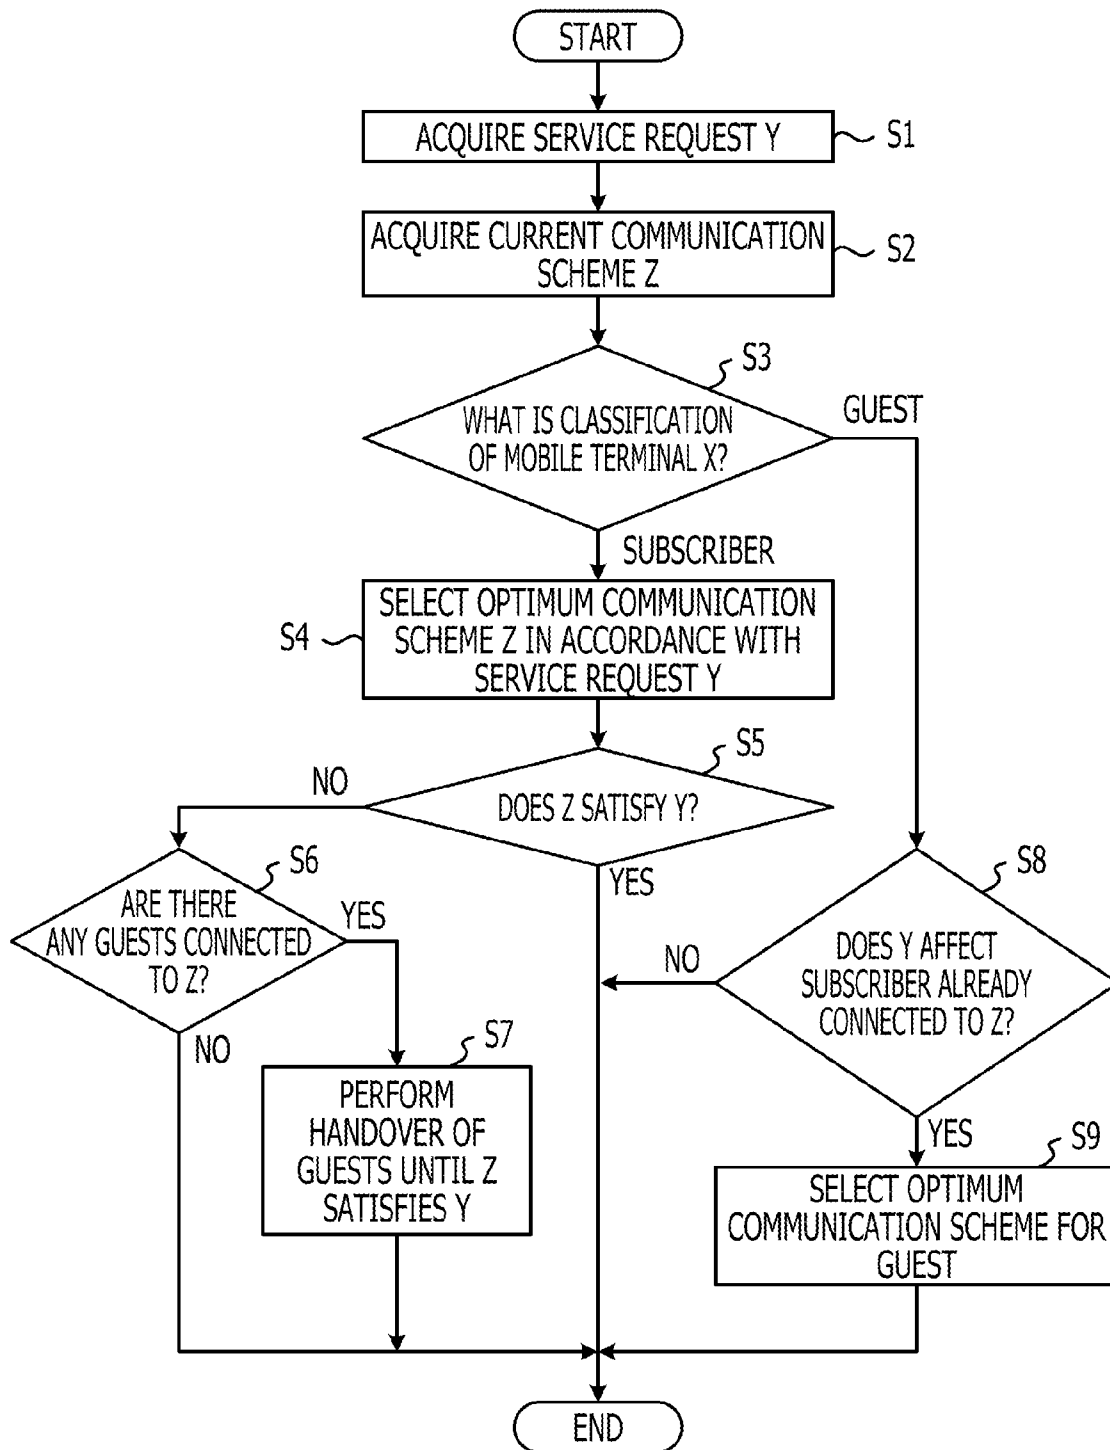 START
ACQUIRE SERVICE REQUEST Y
S1
ACQUIRE CURRENT COMMUNICATION
SCHEME Z
S2
S3
WHAT IS CLASSIFICATION
OF MOBILE TERMINAL X?
GUEST
SUBSCRIBER
S4
SELECT OPTIMUM COMMUNICATION
SCHEME Z IN ACCORDANCE WITH
SERVICE REQUEST Y
S5
NO
DOES Z SATISFY Y?
YES
S6
ARE THERE
ANY GUESTS CONNECTED
TO Z?
YES
NO
S8
NO
DOES Y AFFECT
SUBSCRIBER ALREADY
CONNECTED TO Z?
YES
S7
PERFORM
HANDOVER OF
GUESTS UNTIL Z
SATISFIES Y
S9
SELECT OPTIMUM
COMMUNICATION SCHEME FOR
GUEST
END